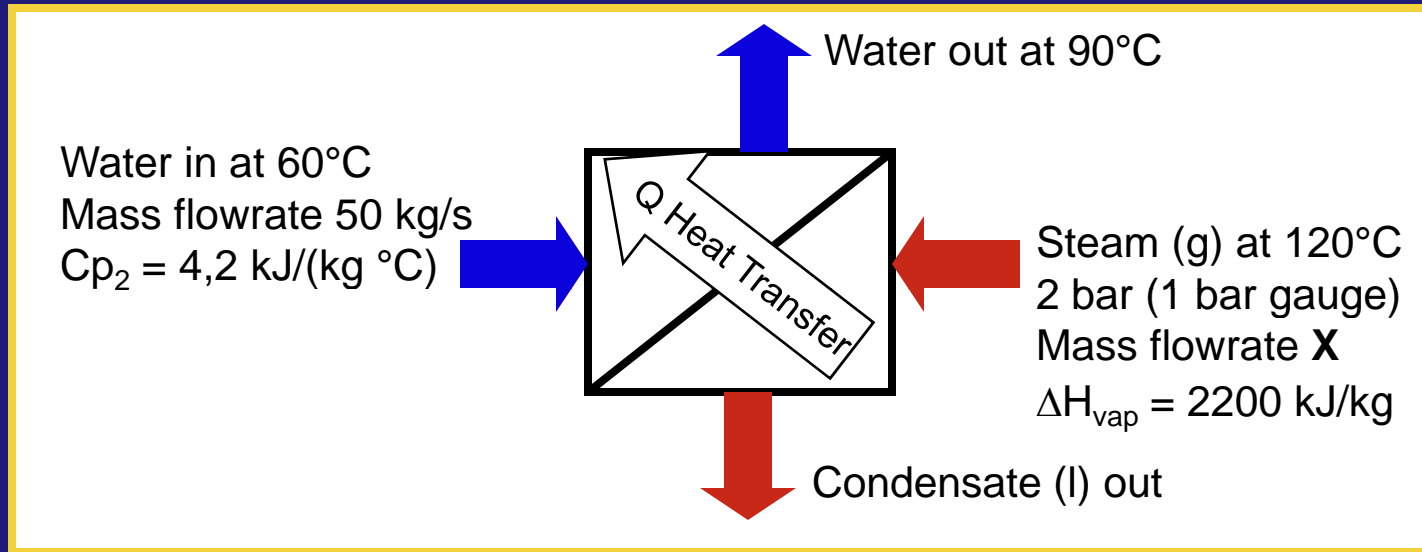 Water out at 90°C
Water in at 60°C
Mass flowrate 50 kg/s
Cp₂ = 4,2 kJ/(kg °C)
Q Heat Transfer
Steam (g) at 120°C
2 bar (1 bar gauge)
Mass flowrate X
ΔHvap = 2200 kJ/kg
Condensate (l) out